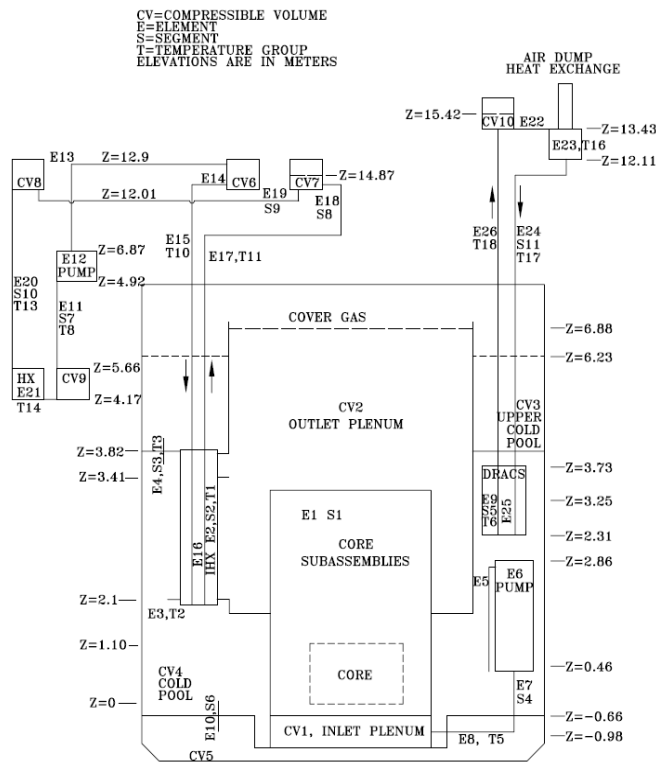 CV=COMPRESSIBLE VOLUME
E=ELEMENT
S=SEGMENT
T=TEMPERATURE GROUP
ELEVATIONS ARE IN METERS
AIR DUMP
HEAT EXCHANGE
Z=15.42
CV10
E22
Z=13.43
E23,T16
Z=12.11
E13
Z=12.9
CV8
E14
CV6
CV7
Z=14.87
Z=12.01
E19
S9
E18
S8
E15
T10
E17,T11
E26
T18
E24
S11
T17
E12
PUMP
Z=6.87
Z=4.92
E20
S10
T13
E11
S7
T8
COVER GAS
Z=6.88
Z=6.23
HX
E21
T14
CV9
Z=5.66
Z=4.17
CV2
OUTLET PLENUM
CV3
UPPER
COLD
POOL
Z=3.82
Z=3.41
E4,S3,T3
E16
IHX E2,S2,T1
DRACS
E9
S5
T6
E25
Z=3.73
Z=3.25
Z=2.31
Z=2.86
E1 S1
CORE
SUBASSEMBLIES
E5
E6
PUMP
Z=2.1
E3,T2
Z=1.10
CORE
Z=0.46
CV4
COLD
POOL
E7
S4
Z=0
E10,S6
Z=-0.66
CV1, INLET PLENUM
E8, T5
Z=-0.98
CV5